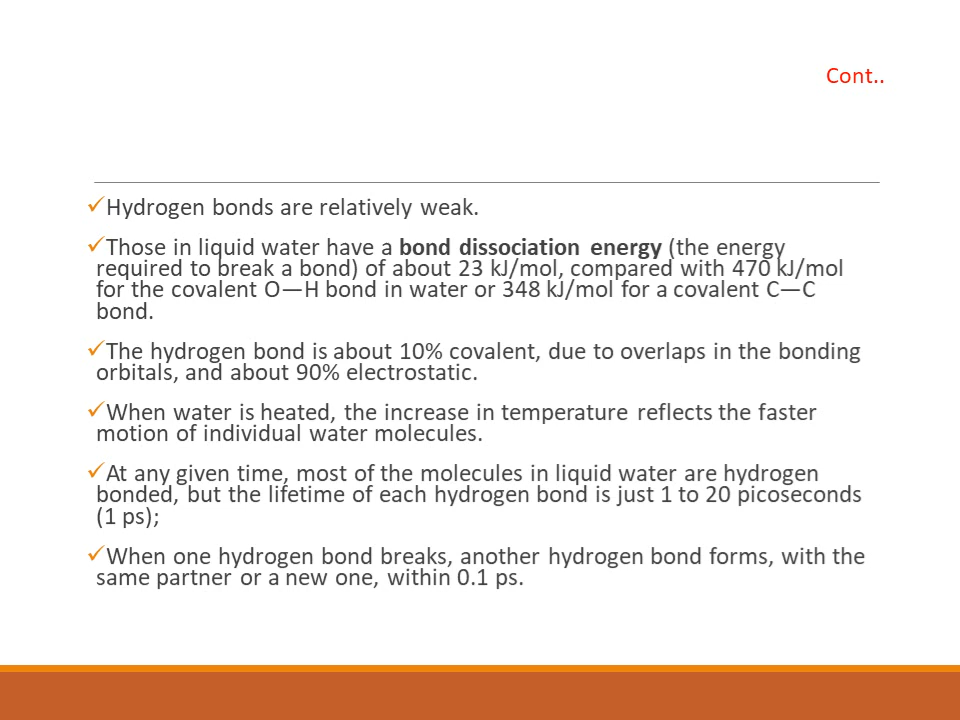 Cont..
✓Hydrogen bonds are relatively weak.
✓Those in liquid water have a bond dissociation energy (the energy
required to break a bond) of about 23 kJ/mol, compared with 470 kJ/mol
for the covalent O—H bond in water or 348 kJ/mol for a covalent C—C
bond.
✓The hydrogen bond is about 10% covalent, due to overlaps in the bonding
orbitals, and about 90% electrostatic.
✓When water is heated, the increase in temperature reflects the faster
motion of individual water molecules.
✓At any given time, most of the molecules in liquid water are hydrogen
bonded, but the lifetime of each hydrogen bond is just 1 to 20 picoseconds
(1 ps);
✓When one hydrogen bond breaks, another hydrogen bond forms, with the
same partner or a new one, within 0.1 ps.